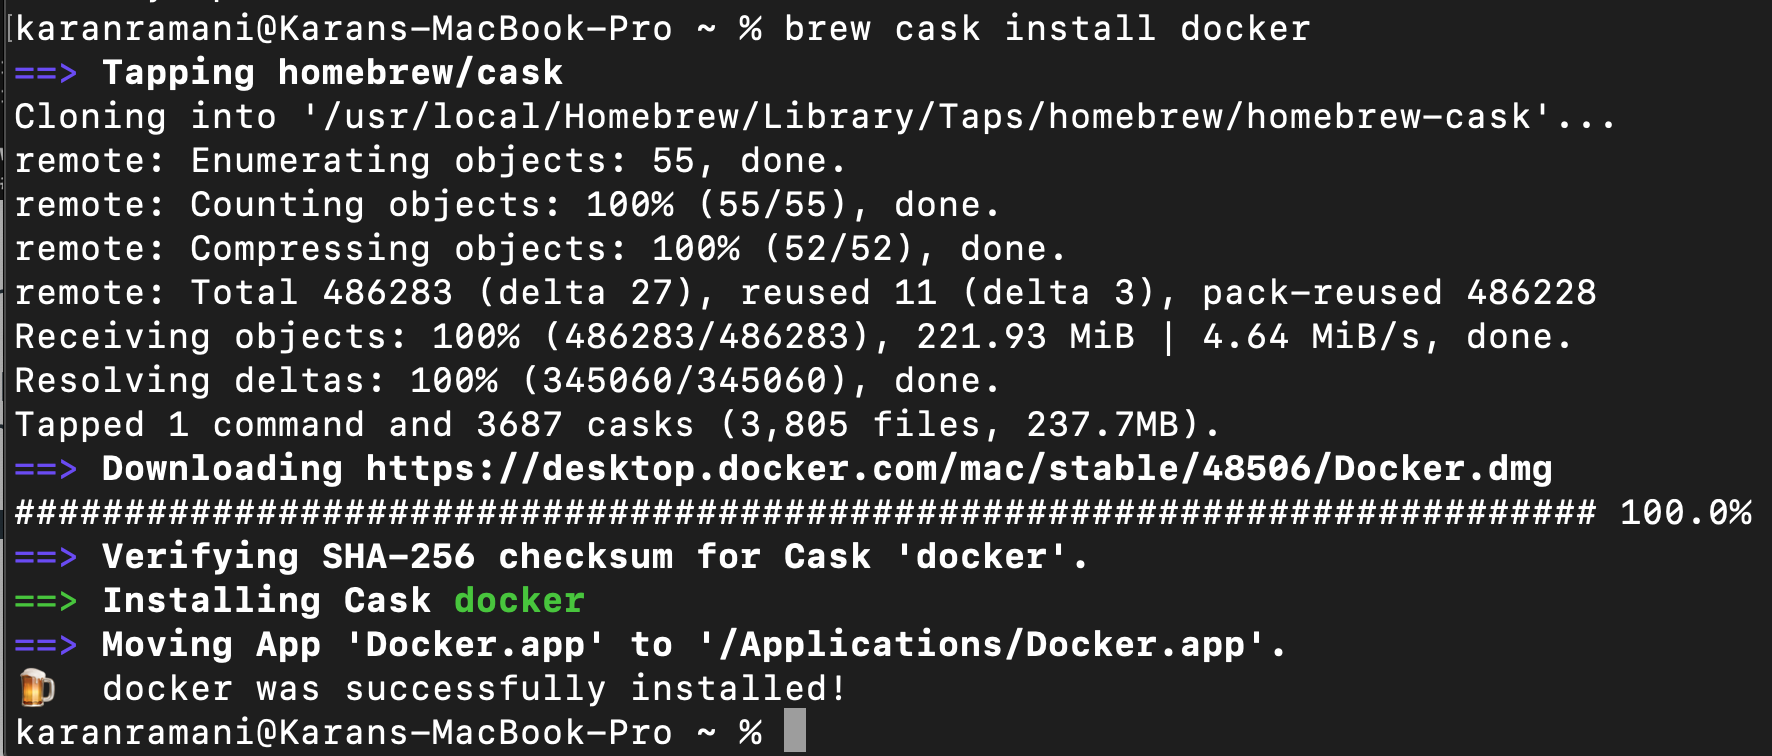 karanramani@Karans-MacBook-Pro ~ % brew cask install docker
==> Tapping homebrew/cask
Cloning into '/usr/local/Homebrew/Library/Taps/homebrew/homebrew-cask'...
remote: Enumerating objects: 55, done.
remote: Counting objects: 100% (55/55), done.
remote: Compressing objects: 100% (52/52), done.
remote: Total 486283 (delta 27), reused 11 (delta 3), pack-reused 486228
Receiving objects: 100% (486283/486283), 221.93 MiB | 4.64 MiB/s, done.
Resolving deltas: 100% (345060/345060), done.
Tapped 1 command and 3687 casks (3,805 files, 237.7MB).
==> Downloading https://desktop.docker.com/mac/stable/48506/Docker.dmg
######################################################################## 100.0%
==> Verifying SHA-256 checksum for Cask 'docker'.
==> Installing Cask docker
==> Moving App 'Docker.app' to '/Applications/Docker.app'.
🍺 docker was successfully installed!
karanramani@Karans-MacBook-Pro ~ %